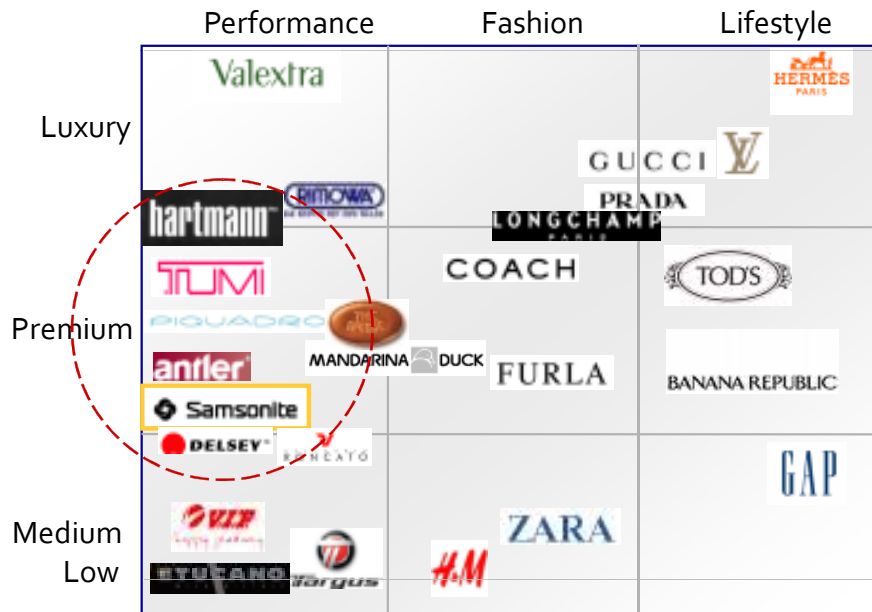 Performance Fashion Lifestyle
Valextra
HERMÈS
PARIS
Luxury
GUCCI
LV
PRADA
RIMOWA
hartmann
LONGCHAMP
PARIS
COACH
TOD'S
TUMI
PIQUADRO
Premium
MANDARINA DUCK
antler
FURLA
BANANA REPUBLIC
Samsonite
DELSEY
RONCATO
GAP
V.I.P
Medium
ZARA
Low
TUCANO
Targus
H&M